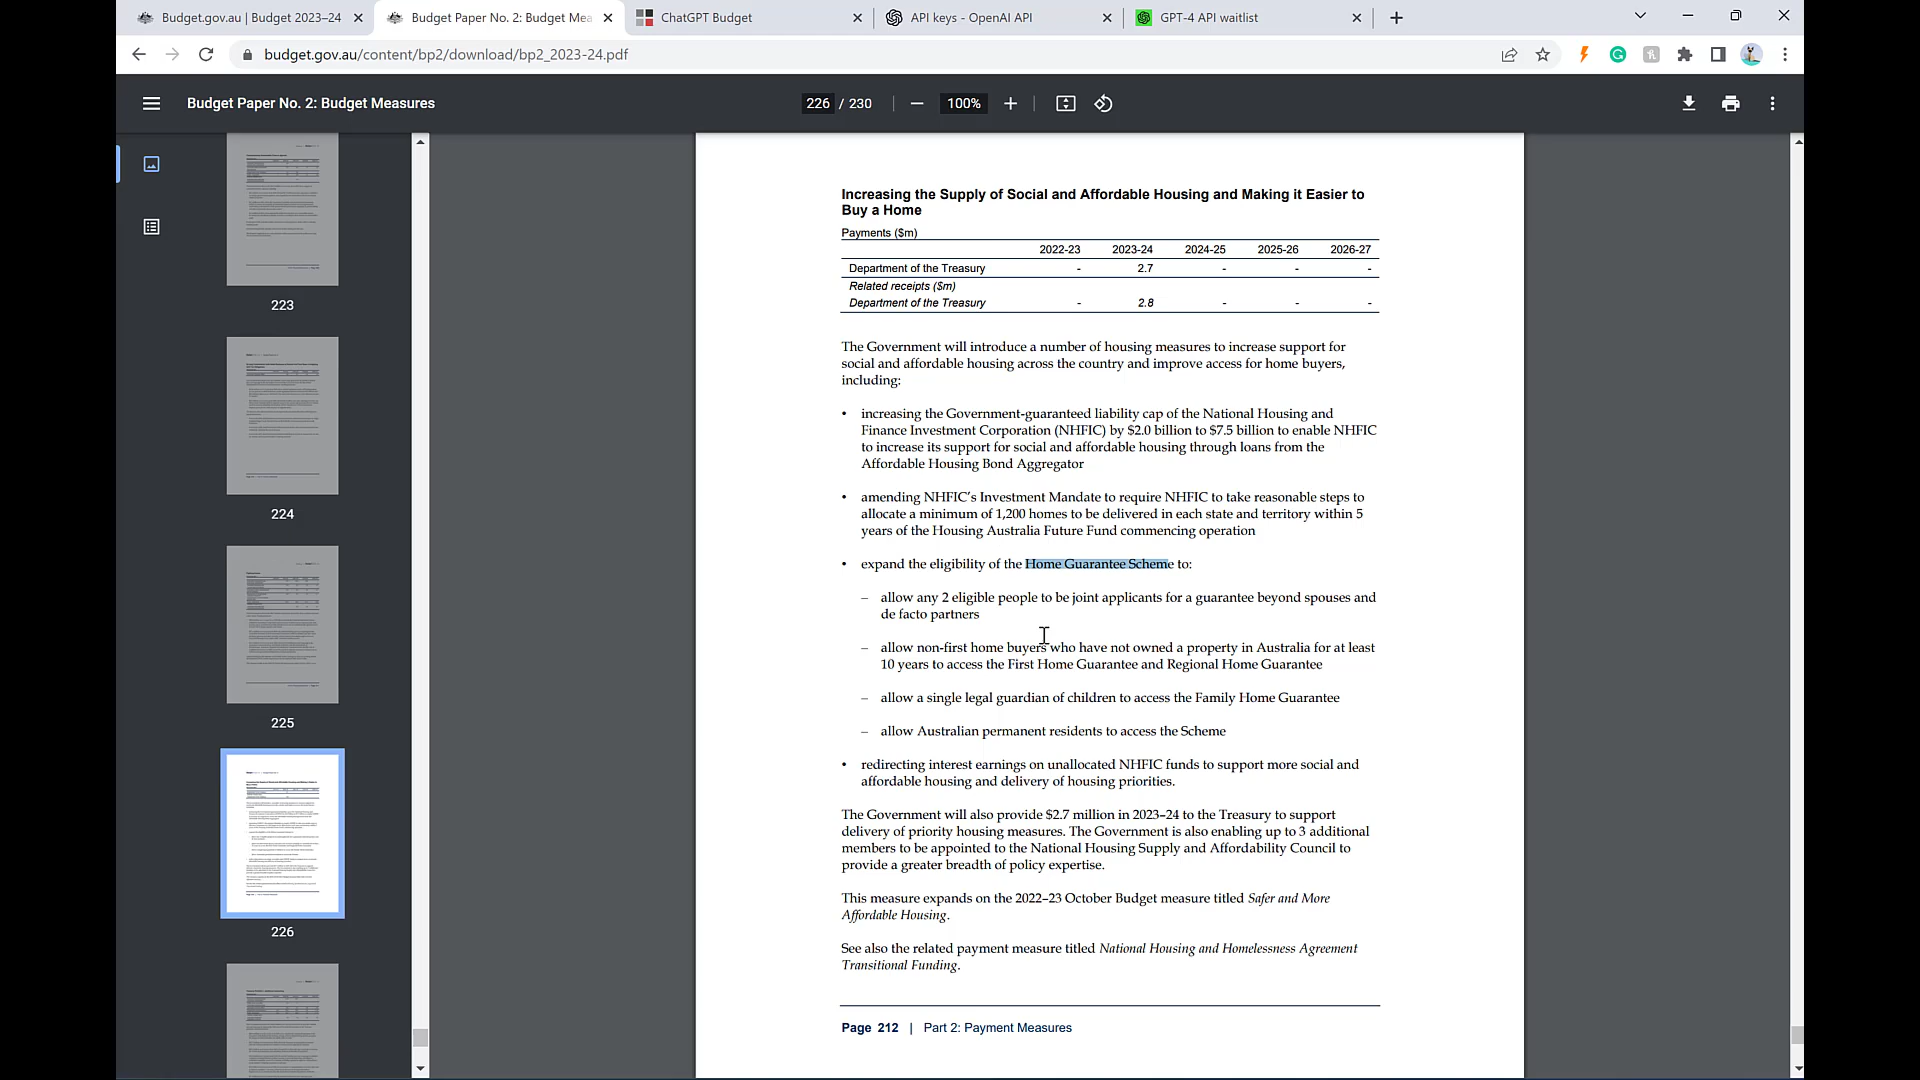 Budget.gov.au | Budget 2023–24
Budget Paper No. 2: Budget Mea
ChatGPT Budget
API keys - OpenAI API
GPT-4 API waitlist
budget.gov.au/content/bp2/download/bp2_2023-24.pdf
Budget Paper No. 2: Budget Measures
226 / 230
100%
223
224
225
226
Increasing the Supply of Social and Affordable Housing and Making it Easier to
Buy a Home
Payments ($m)
2022-23 2023-24 2024-25 2025-26 2026-27
Department of the Treasury - 2.7 - - -
Related receipts ($m)
Department of the Treasury - 2.8 - - -
The Government will introduce a number of housing measures to increase support for
social and affordable housing across the country and improve access for home buyers,
including:
• increasing the Government-guaranteed liability cap of the National Housing and
Finance Investment Corporation (NHFIC) by $2.0 billion to $7.5 billion to enable NHFIC
to increase its support for social and affordable housing through loans from the
Affordable Housing Bond Aggregator
• amending NHFIC's Investment Mandate to require NHFIC to take reasonable steps to
allocate a minimum of 1,200 homes to be delivered in each state and territory within 5
years of the Housing Australia Future Fund commencing operation
• expand the eligibility of the Home Guarantee Scheme to:
– allow any 2 eligible people to be joint applicants for a guarantee beyond spouses and
de facto partners
– allow non-first home buyers who have not owned a property in Australia for at least
10 years to access the First Home Guarantee and Regional Home Guarantee
– allow a single legal guardian of children to access the Family Home Guarantee
– allow Australian permanent residents to access the Scheme
• redirecting interest earnings on unallocated NHFIC funds to support more social and
affordable housing and delivery of housing priorities.
The Government will also provide $2.7 million in 2023–24 to the Treasury to support
delivery of priority housing measures. The Government is also enabling up to 3 additional
members to be appointed to the National Housing Supply and Affordability Council to
provide a greater breadth of policy expertise.
This measure expands on the 2022–23 October Budget measure titled Safer and More
Affordable Housing.
See also the related payment measure titled National Housing and Homelessness Agreement
Transitional Funding.
Page 212 | Part 2: Payment Measures